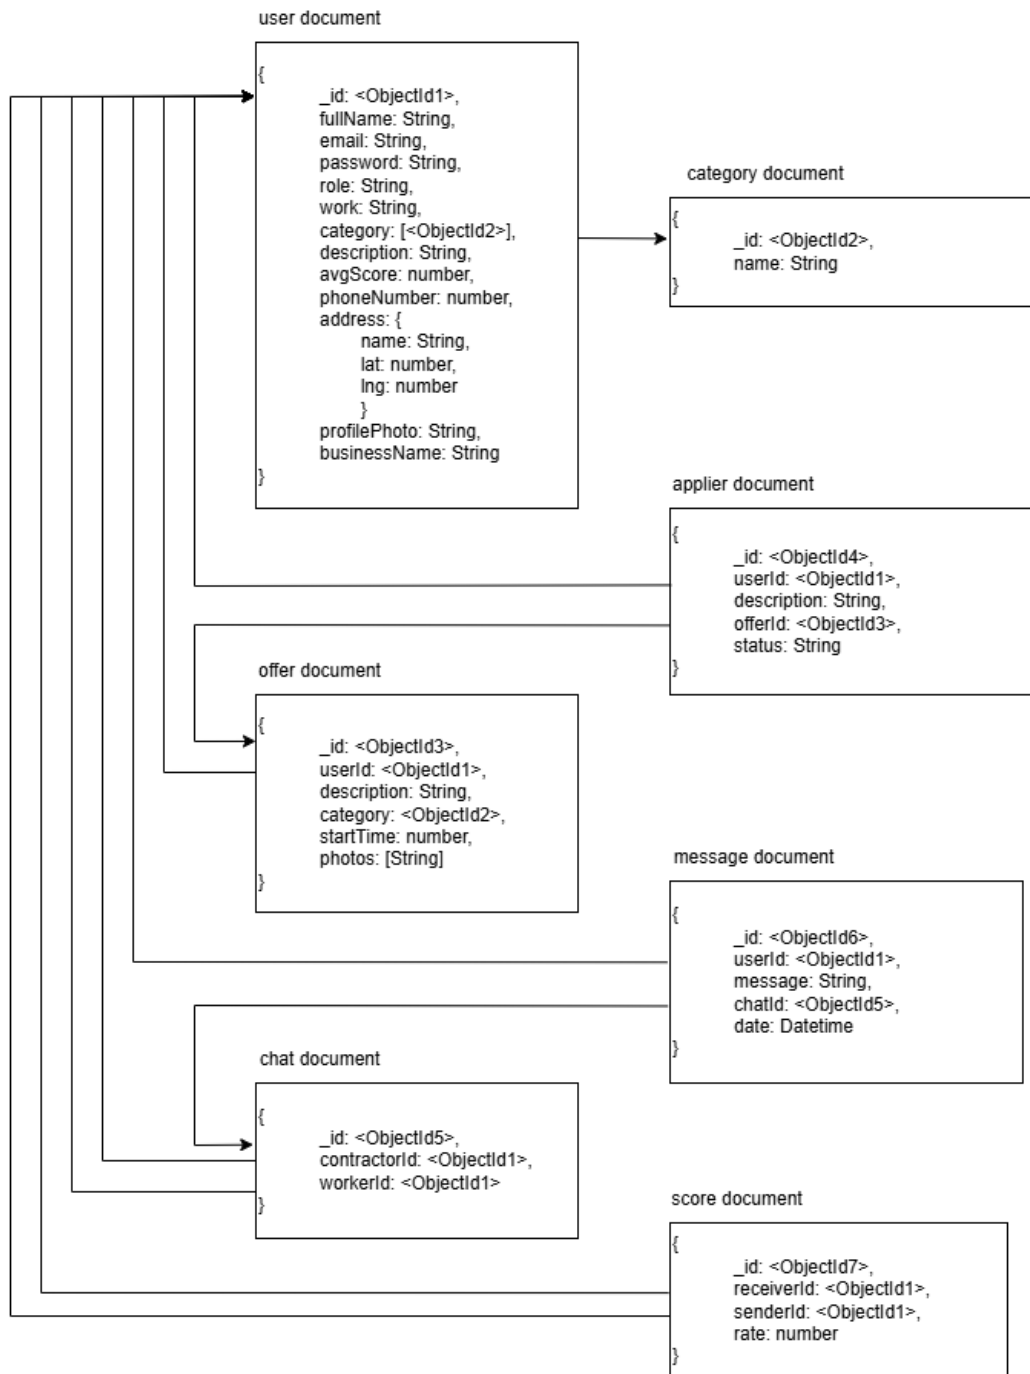 user document
{
_id: <ObjectId1>,
fullName: String,
email: String,
password: String,
role: String,
work: String,
category: [<ObjectId2>],
description: String,
avgScore: number,
phoneNumber: number,
address: {
name: String,
lat: number,
lng: number
}
profilePhoto: String,
businessName: String
}
category document
{
_id: <ObjectId2>,
name: String
}
applier document
{
_id: <ObjectId4>,
userId: <ObjectId1>,
description: String,
offerId: <ObjectId3>,
status: String
}
offer document
{
_id: <ObjectId3>,
userId: <ObjectId1>,
description: String,
category: <ObjectId2>,
startTime: number,
photos: [String]
}
message document
{
_id: <ObjectId6>,
userId: <ObjectId1>,
message: String,
chatId: <ObjectId5>,
date: Datetime
}
chat document
{
_id: <ObjectId5>,
contractorId: <ObjectId1>,
workerId: <ObjectId1>
}
score document
{
_id: <ObjectId7>,
receiverId: <ObjectId1>,
senderId: <ObjectId1>,
rate: number
}